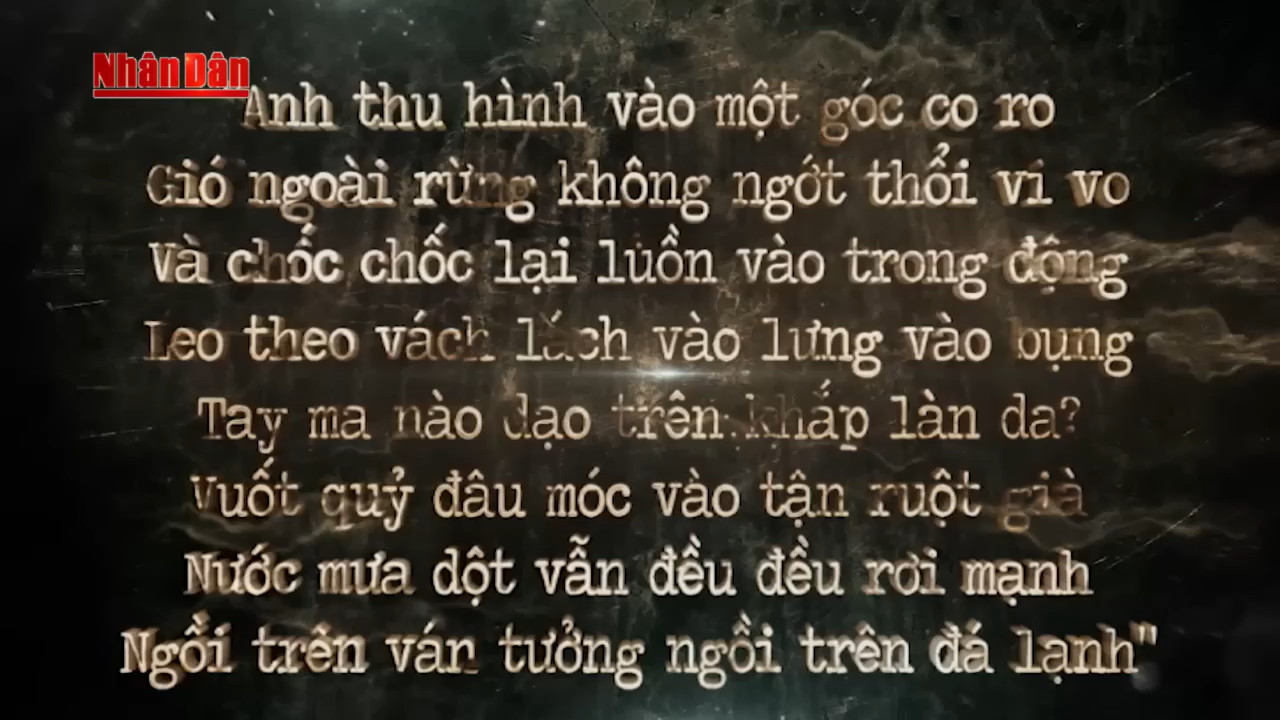 Nhân Dân
Anh thu hình vào một góc co ro
Gió ngoài rừng không ngớt thổi vi vo
Và chốc chốc lại luồn vào trong động
Leo theo vách lách vào lưng vào bụng
Tay ma nào dạo trên khắp làn da?
Vuốt quỷ đâu móc vào tận ruột già
Nước mưa dột vẫn đều đều rơi mạnh
Ngồi trên ván tưởng ngồi trên đá lạnh"